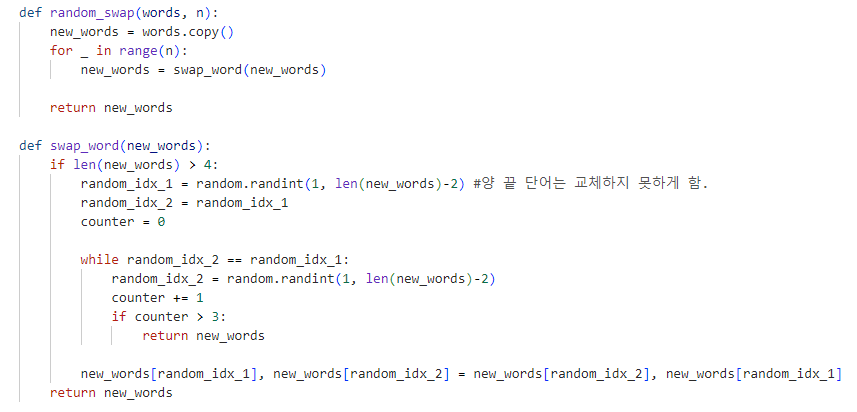 def random_swap(words, n):
    new_words = words.copy()
    for _ in range(n):
        new_words = swap_word(new_words)

    return new_words

def swap_word(new_words):
    if len(new_words) > 4:
        random_idx_1 = random.randint(1, len(new_words)-2) #양 끝 단어는 교체하지 못하게 함.
        random_idx_2 = random_idx_1
        counter = 0

        while random_idx_2 == random_idx_1:
            random_idx_2 = random.randint(1, len(new_words)-2)
            counter += 1
            if counter > 3:
                return new_words

        new_words[random_idx_1], new_words[random_idx_2] = new_words[random_idx_2], new_words[random_idx_1]
    return new_words